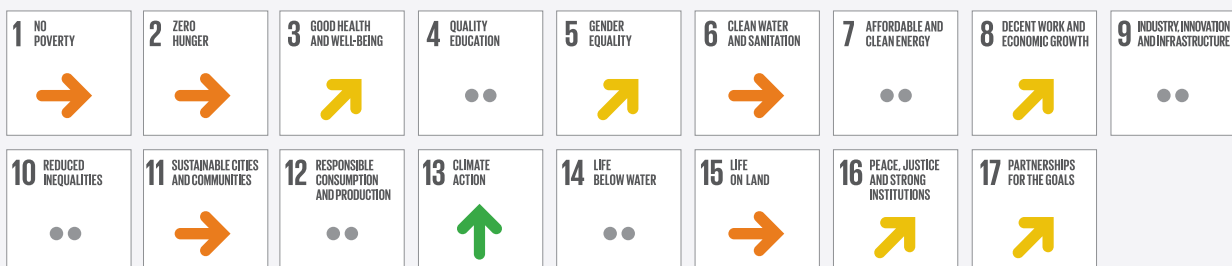 1 NO
POVERTY
2 ZERO
HUNGER
3 GOOD HEALTH
AND WELL-BEING
4 QUALITY
EDUCATION
5 GENDER
EQUALITY
6 CLEAN WATER
AND SANITATION
7 AFFORDABLE AND
CLEAN ENERGY
8 DECENT WORK AND
ECONOMIC GROWTH
9 INDUSTRY, INNOVATION
AND INFRASTRUCTURE
10 REDUCED
INEQUALITIES
11 SUSTAINABLE CITIES
AND COMMUNITIES
12 RESPONSIBLE
CONSUMPTION
AND PRODUCTION
13 CLIMATE
ACTION
14 LIFE
BELOW WATER
15 LIFE
ON LAND
16 PEACE, JUSTICE
AND STRONG
INSTITUTIONS
17 PARTNERSHIPS
FOR THE GOALS